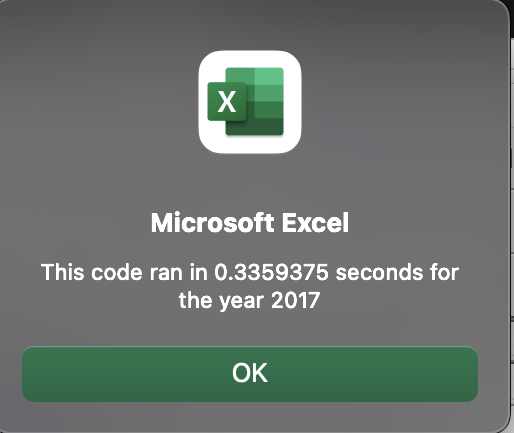 X
Microsoft Excel
This code ran in 0.3359375 seconds for
the year 2017
OK